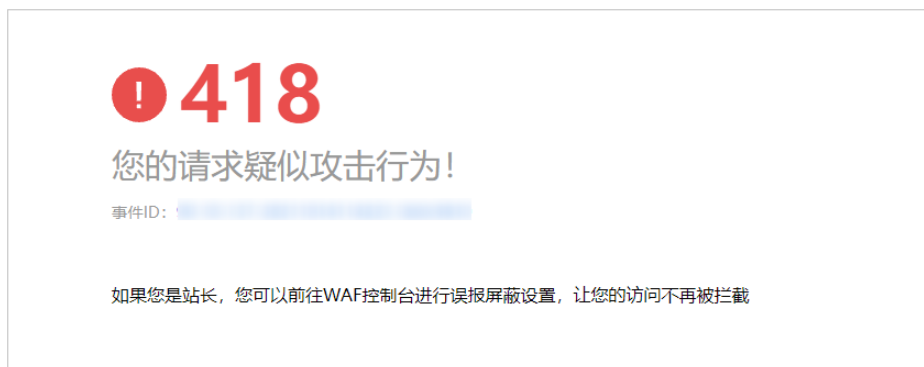 418
您的请求疑似攻击行为！
事件ID：
如果您是站长，您可以前往WAF控制台进行误报屏蔽设置，让您的访问不再被拦截